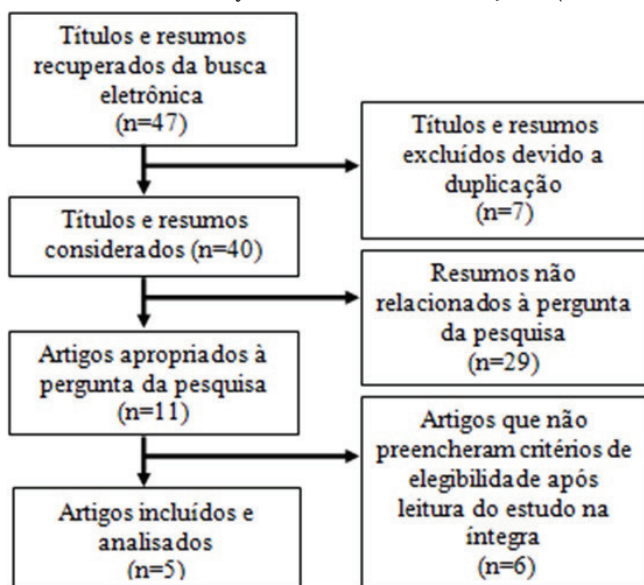 Títulos e resumos
recuperados da busca
eletrônica
(n=47)
Títulos e resumos
excluídos devido a
duplicação
(n=7)
Títulos e resumos
considerados (n=40)
Resumos não
relacionados à pergunta
da pesquisa
(n=29)
Artigos apropriados à
pergunta da pesquisa
(n=11)
Artigos que não
preencheram critérios de
elegibilidade após
leitura do estudo na
íntegra
(n=6)
Artigos incluídos e
analisados
(n=5)